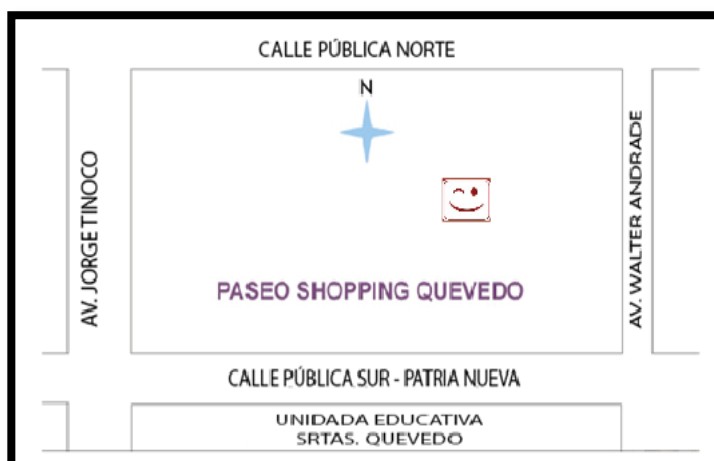 CALLE PÚBLICA NORTE
N
AV. JORGE TINOCO
AV. WALTER ANDRADE
PASEO SHOPPING QUEVEDO
CALLE PÚBLICA SUR - PATRIA NUEVA
UNIDADA EDUCATIVA
SRTAS. QUEVEDO